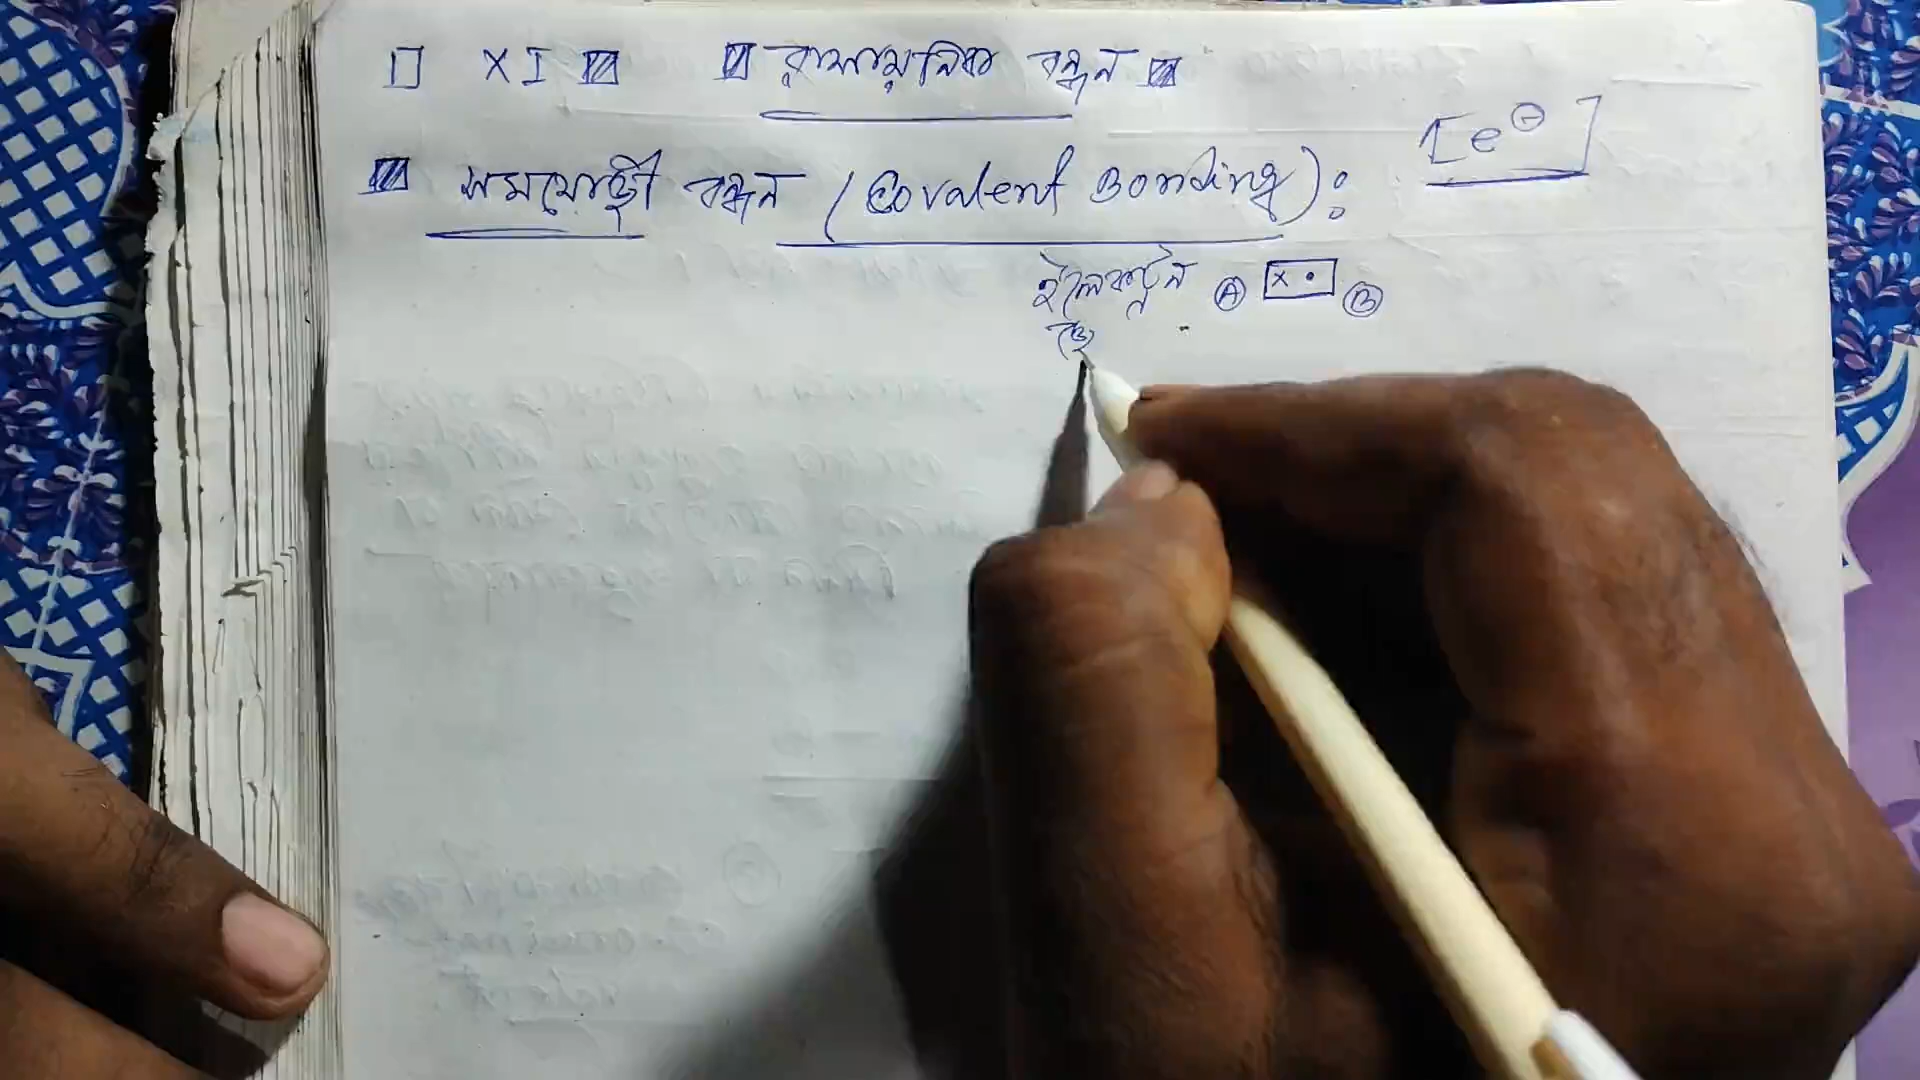 XI রাসায়নিক বন্ধন
[e⊖]
সমযোজী বন্ধন (Covalent Bonding):
ইলেকট্রন Ⓐ x • Ⓑ